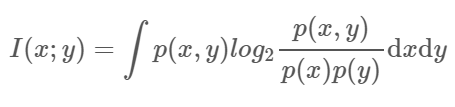 I(x; y) = ∫ p(x, y)log₂ p(x, y) / p(x)p(y) dxdy